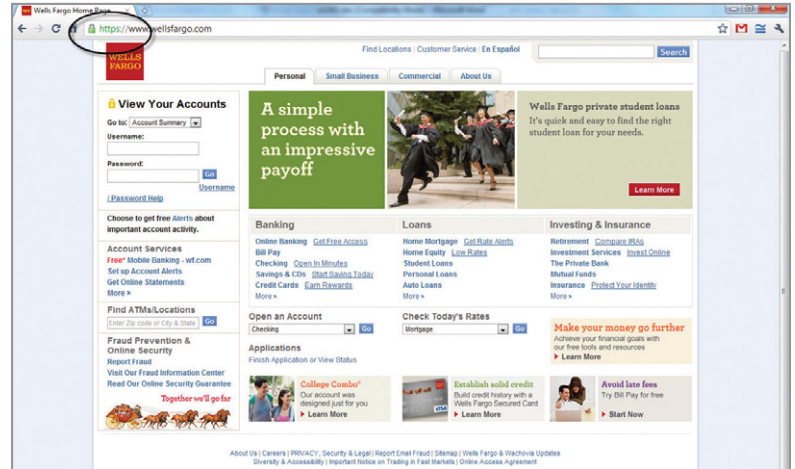 Wells Fargo Home Page
https://www.wellsfargo.com
WELLS
FARGO
Find Locations | Customer Service | En Español
Search
Personal
Small Business
Commercial
About Us
View Your Accounts
Go to: Account Summary
Username:
Password:
Go
Username
/Password Help
Choose to get free Alerts about
important account activity.
Account Services
Free* Mobile Banking - wf.com
Set up Account Alerts
Get Online Statements
More »
Find ATMs/Locations
Enter Zip code or City & State Go
Fraud Prevention &
Online Security
Report Fraud
Visit Our Fraud Information Center
Read Our Online Security Guarantee
Together we'll go far
A simple
process with
an impressive
payoff
Wells Fargo private student loans
It's quick and easy to find the right
student loan for your needs.
Learn More
Banking
Online Banking Get Free Access
Bill Pay
Checking Open In Minutes
Savings & CDs Start Saving Today
Credit Cards Earn Rewards
More »
Loans
Home Mortgage Get Rate Alerts
Home Equity Low Rates
Student Loans
Personal Loans
Auto Loans
More »
Investing & Insurance
Retirement Compare IRAs
Investment Services Invest Online
The Private Bank
Mutual Funds
Insurance Protect Your Identity
More »
Open an Account
Checking Go
Applications
Finish Application or View Status
Check Today's Rates
Mortgage Go
Make your money go further
Achieve your financial goals with
our free tools and resources
Learn More
College Combo®
Our account was
designed just for you
Learn More
VISA
Establish solid credit
Build credit history with a
Wells Fargo Secured Card
Learn More
Avoid late fees
Try Bill Pay for free
Start Now
About Us | Careers | PRIVACY, Security & Legal | Report Email Fraud | Sitemap | Wells Fargo & Wachovia Updates
Diversity & Accessibility | Important Notice on Trading in Fast Markets | Online Access Agreement